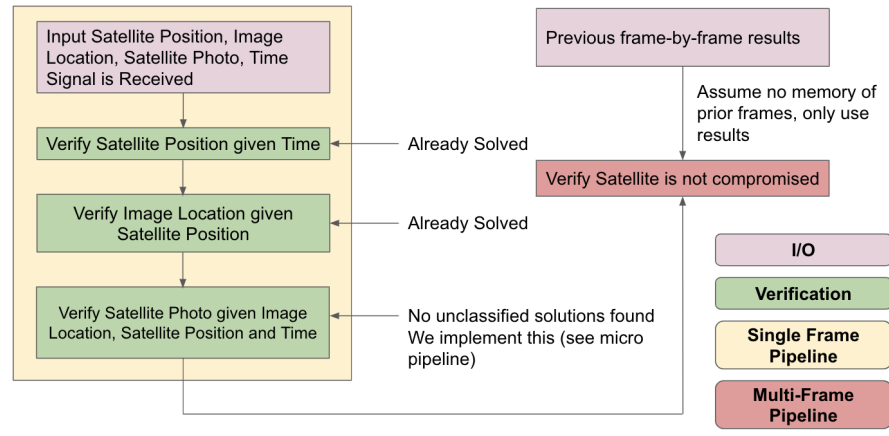 Input Satellite Position, Image
Location, Satellite Photo, Time
Signal is Received
Verify Satellite Position given Time
Already Solved
Verify Image Location given
Satellite Position
Already Solved
Verify Satellite Photo given Image
Location, Satellite Position and Time
No unclassified solutions found
We implement this (see micro
pipeline)
Previous frame-by-frame results
Assume no memory of
prior frames, only use
results
Verify Satellite is not compromised
I/O
Verification
Single Frame
Pipeline
Multi-Frame
Pipeline